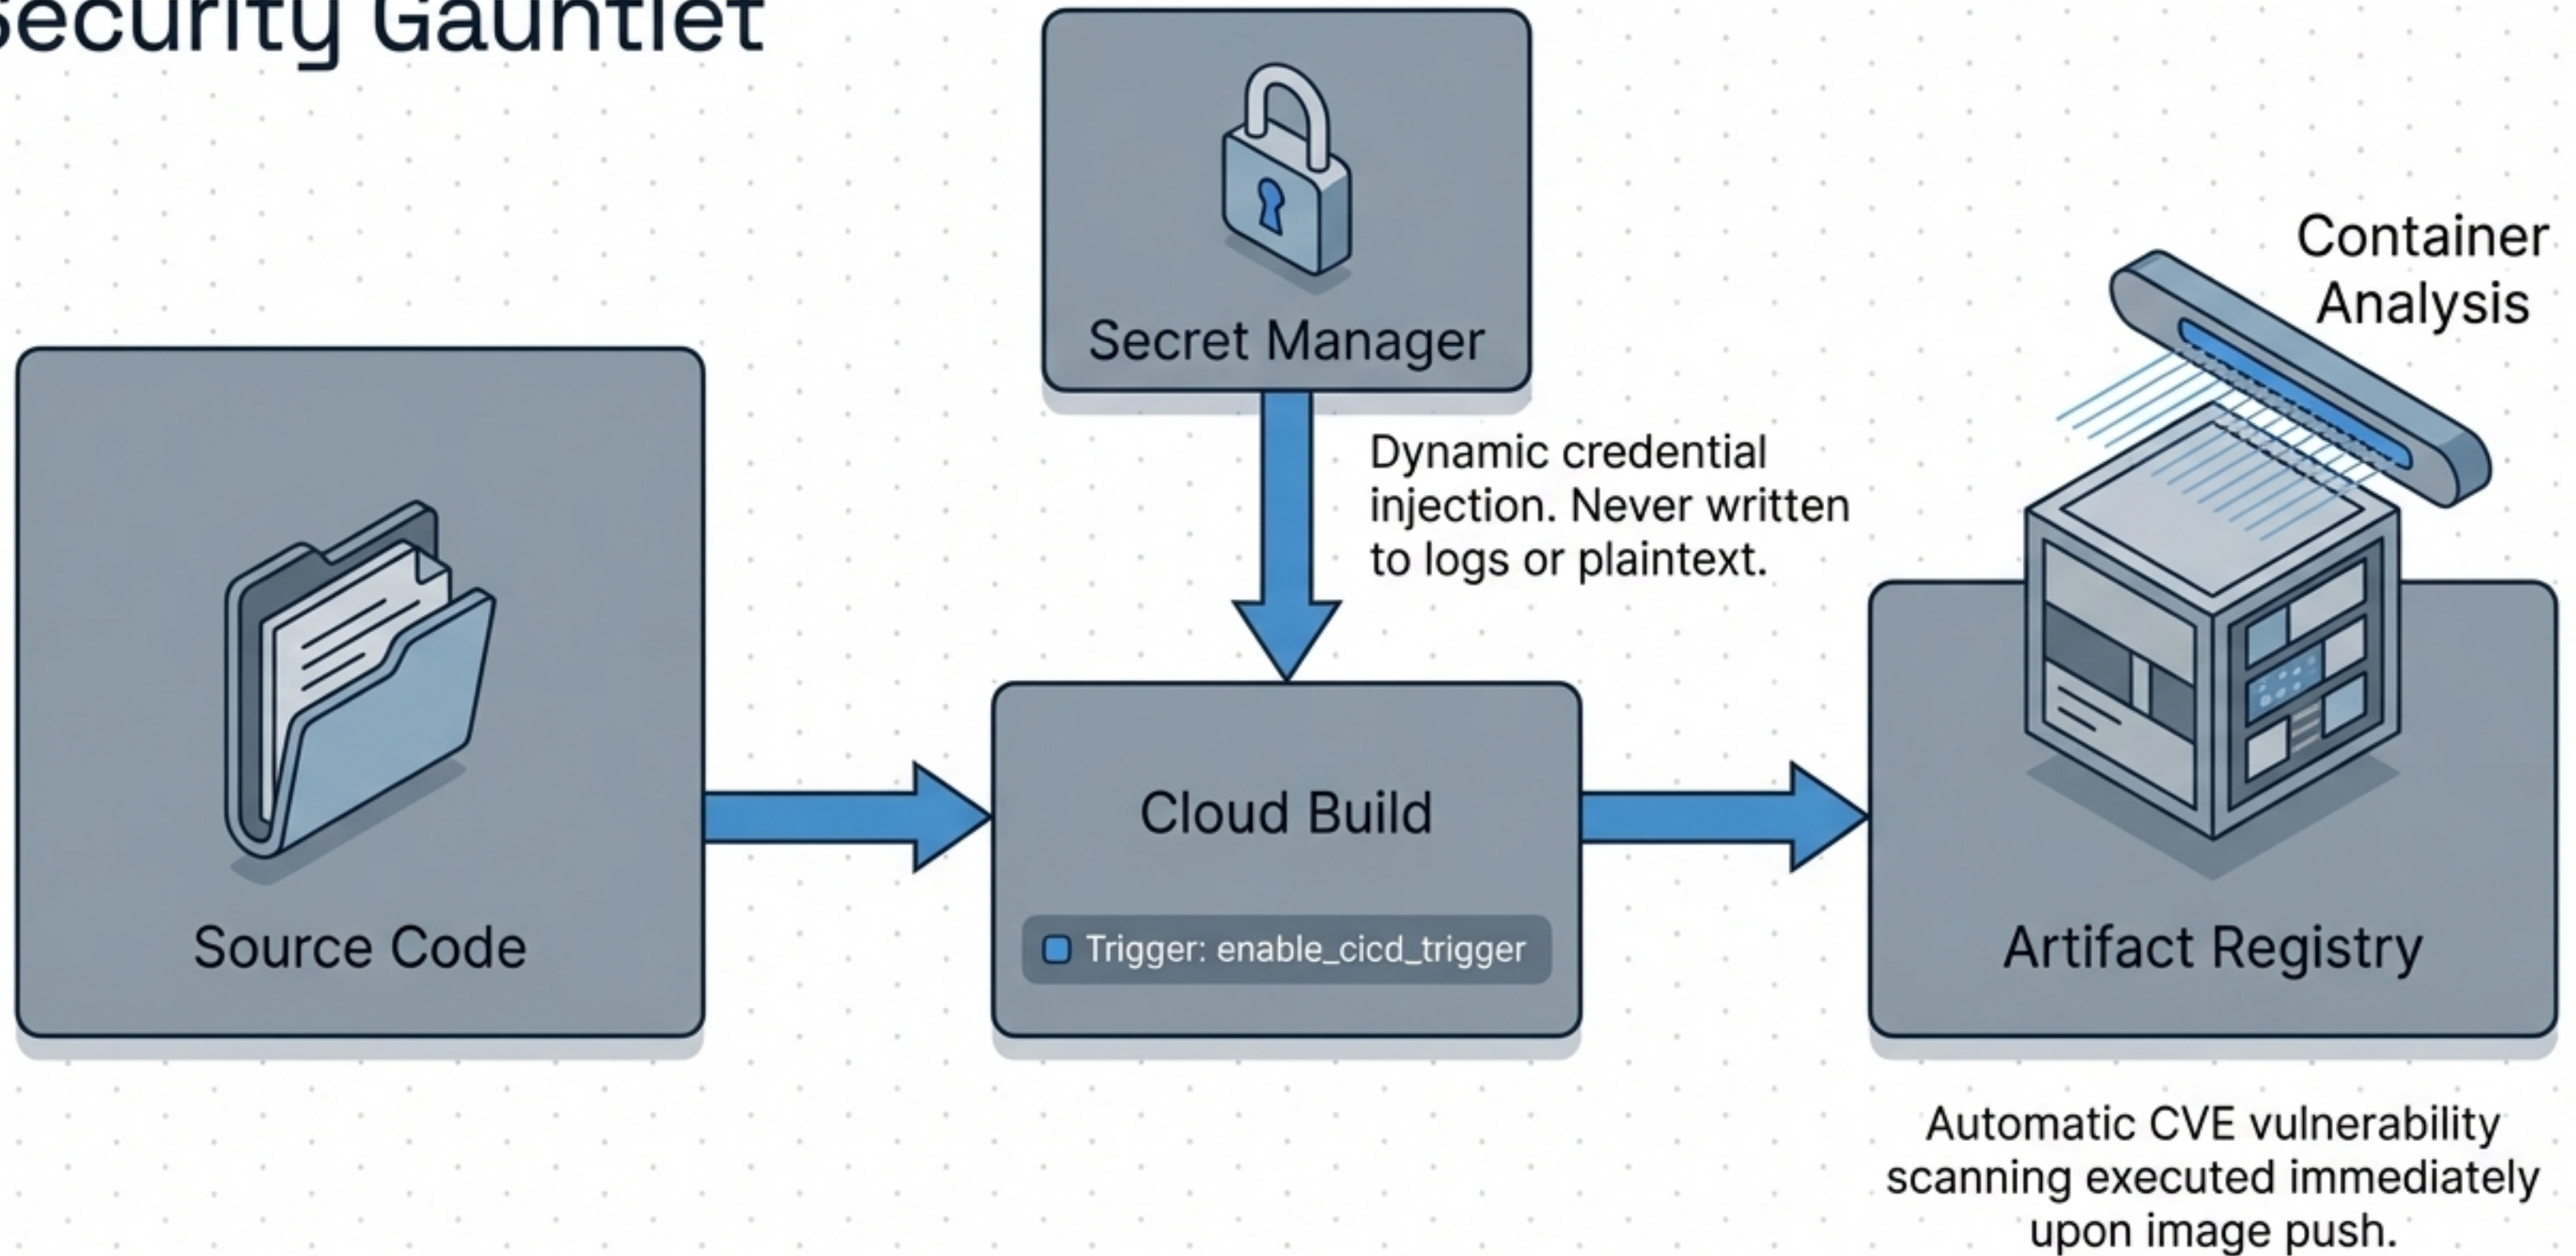 Security Gauntlet
Secret Manager
Container
Analysis
Dynamic credential
injection. Never written
to logs or plaintext.
Source Code
Cloud Build
Trigger: enable_cicd_trigger
Artifact Registry
Automatic CVE vulnerability
scanning executed immediately
upon image push.